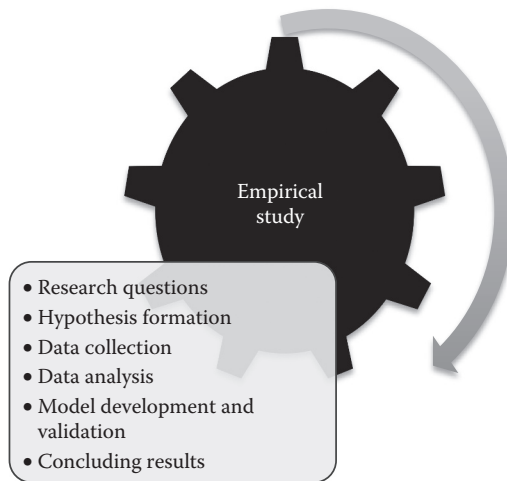 Empirical
study
• Research questions
• Hypothesis formation
• Data collection
• Data analysis
• Model development and
validation
• Concluding results